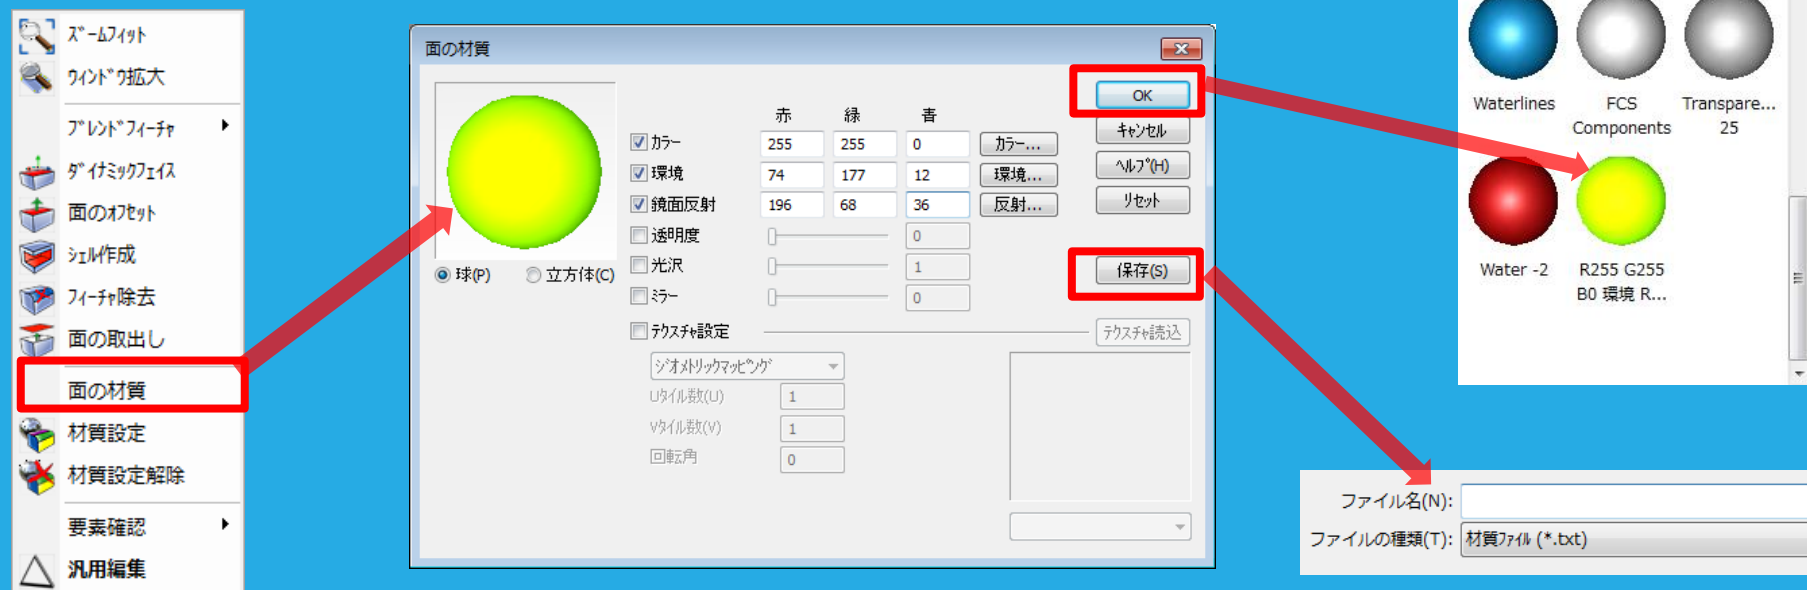 ｽﾞｰﾑﾌｨｯﾄ
ｳｨﾝﾄﾞｳ拡大
ﾌﾞﾚﾝﾄﾞﾌｨｰﾁｬ
ﾀﾞｲﾅﾐｯｸﾌｪｲｽ
面のｵﾌｾｯﾄ
ｼｪﾙ作成
ﾌｨｰﾁｬ除去
面の取出し
面の材質
材質設定
材質設定解除
要素確認
汎用編集
面の材質
赤 緑 青
ｶﾗｰ 255 255 0 ｶﾗｰ...
環境 74 177 12 環境...
鏡面反射 196 68 36 反射...
透明度 0
光沢 1
ﾐﾗｰ 0
球(P) 立方体(C)
ﾃｸｽﾁｬ設定 ﾃｸｽﾁｬ読込
ｼﾞｵﾒﾄﾘｯｸﾏｯﾋﾟﾝｸﾞ
Uﾀｲﾙ数(U) 1
Vﾀｲﾙ数(V) 1
回転角 0
OK
ｷｬﾝｾﾙ
ﾍﾙﾌﾟ(H)
ﾘｾｯﾄ
保存(S)
Waterlines
FCS
Components
Transpare...
25
Water -2
R255 G255
B0 環境 R...
ファイル名(N):
ファイルの種類(T): 材質ﾌｧｲﾙ (*.txt)